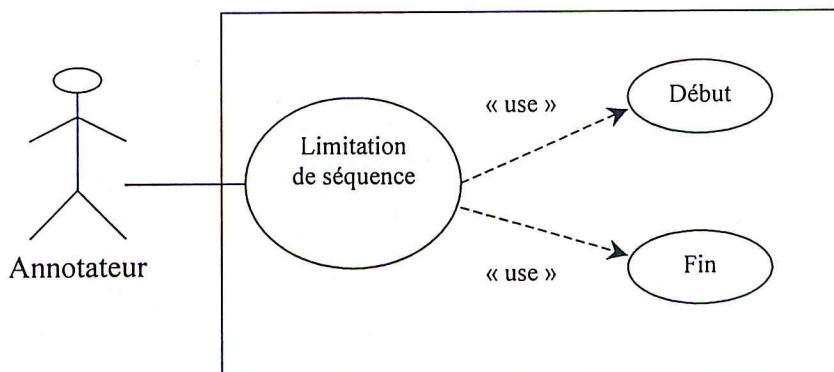 « use »
Début
Limitation
de séquence
Annotateur
« use »
Fin